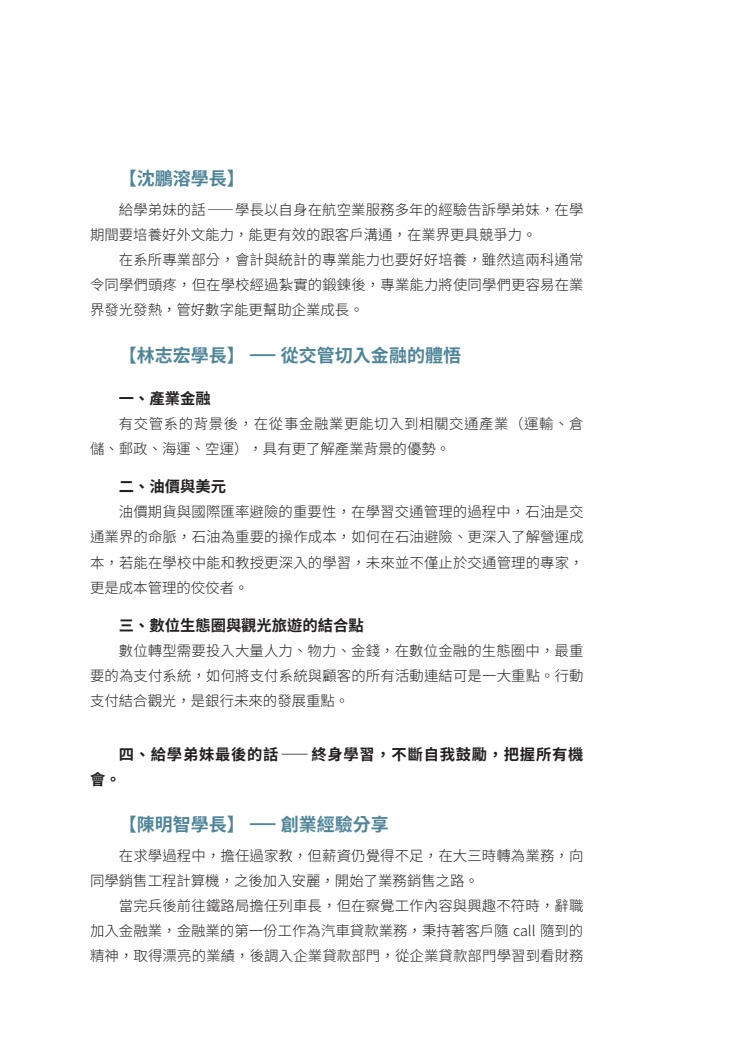 【沈鵬溶學長】
給學弟妹的話——學長以自身在航空業服務多年的經驗告訴學弟妹，在學
期間要培養好外文能力，能更有效的跟客戶溝通，在業界更具競爭力。
在系所專業部分，會計與統計的專業能力也要好好培養，雖然這兩科通常
令同學們頭疼，但在學校經過紮實的鍛鍊後，專業能力將使同學們更容易在業
界發光發熱，管好數字能更幫助企業成長。
【林志宏學長】 —— 從交管切入金融的體悟
一、產業金融
有交管系的背景後，在從事金融業更能切入到相關交通產業（運輸、倉
儲、郵政、海運、空運），具有更了解產業背景的優勢。
二、油價與美元
油價期貨與國際匯率避險的重要性，在學習交通管理的過程中，石油是交
通業界的命脈，石油為重要的操作成本，如何在石油避險、更深入了解營運成
本，若能在學校中能和教授更深入的學習，未來並不僅止於交通管理的專家，
更是成本管理的佼佼者。
三、數位生態圈與觀光旅遊的結合點
數位轉型需要投入大量人力、物力、金錢，在數位金融的生態圈中，最重
要的為支付系統，如何將支付系統與顧客的所有活動連結可是一大重點。行動
支付結合觀光，是銀行未來的發展重點。
四、給學弟妹最後的話——終身學習，不斷自我鼓勵，把握所有機
會。
【陳明智學長】 —— 創業經驗分享
在求學過程中，擔任過家教，但薪資仍覺得不足，在大三時轉為業務，向
同學銷售工程計算機，之後加入安麗，開始了業務銷售之路。
當完兵後前往鐵路局擔任列車長，但在察覺工作內容與興趣不符時，辭職
加入金融業，金融業的第一份工作為汽車貸款業務，秉持著客戶隨 call 隨到的
精神，取得漂亮的業績，後調入企業貸款部門，從企業貸款部門學習到看財務